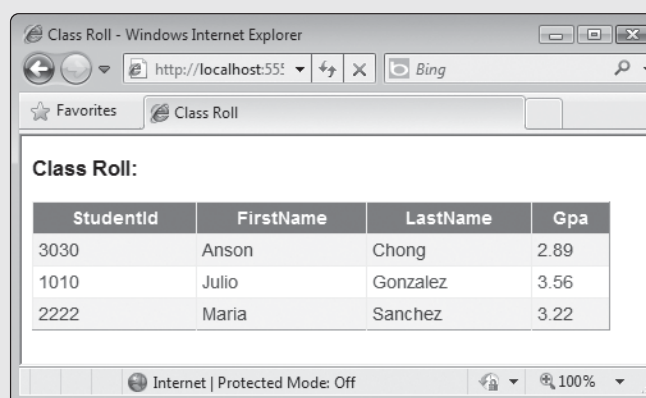 Class Roll - Windows Internet Explorer
http://localhost:555
Bing
Favorites
Class Roll
Class Roll:
StudentId FirstName LastName Gpa
3030 Anson Chong 2.89
1010 Julio Gonzalez 3.56
2222 Maria Sanchez 3.22
Internet | Protected Mode: Off
100%